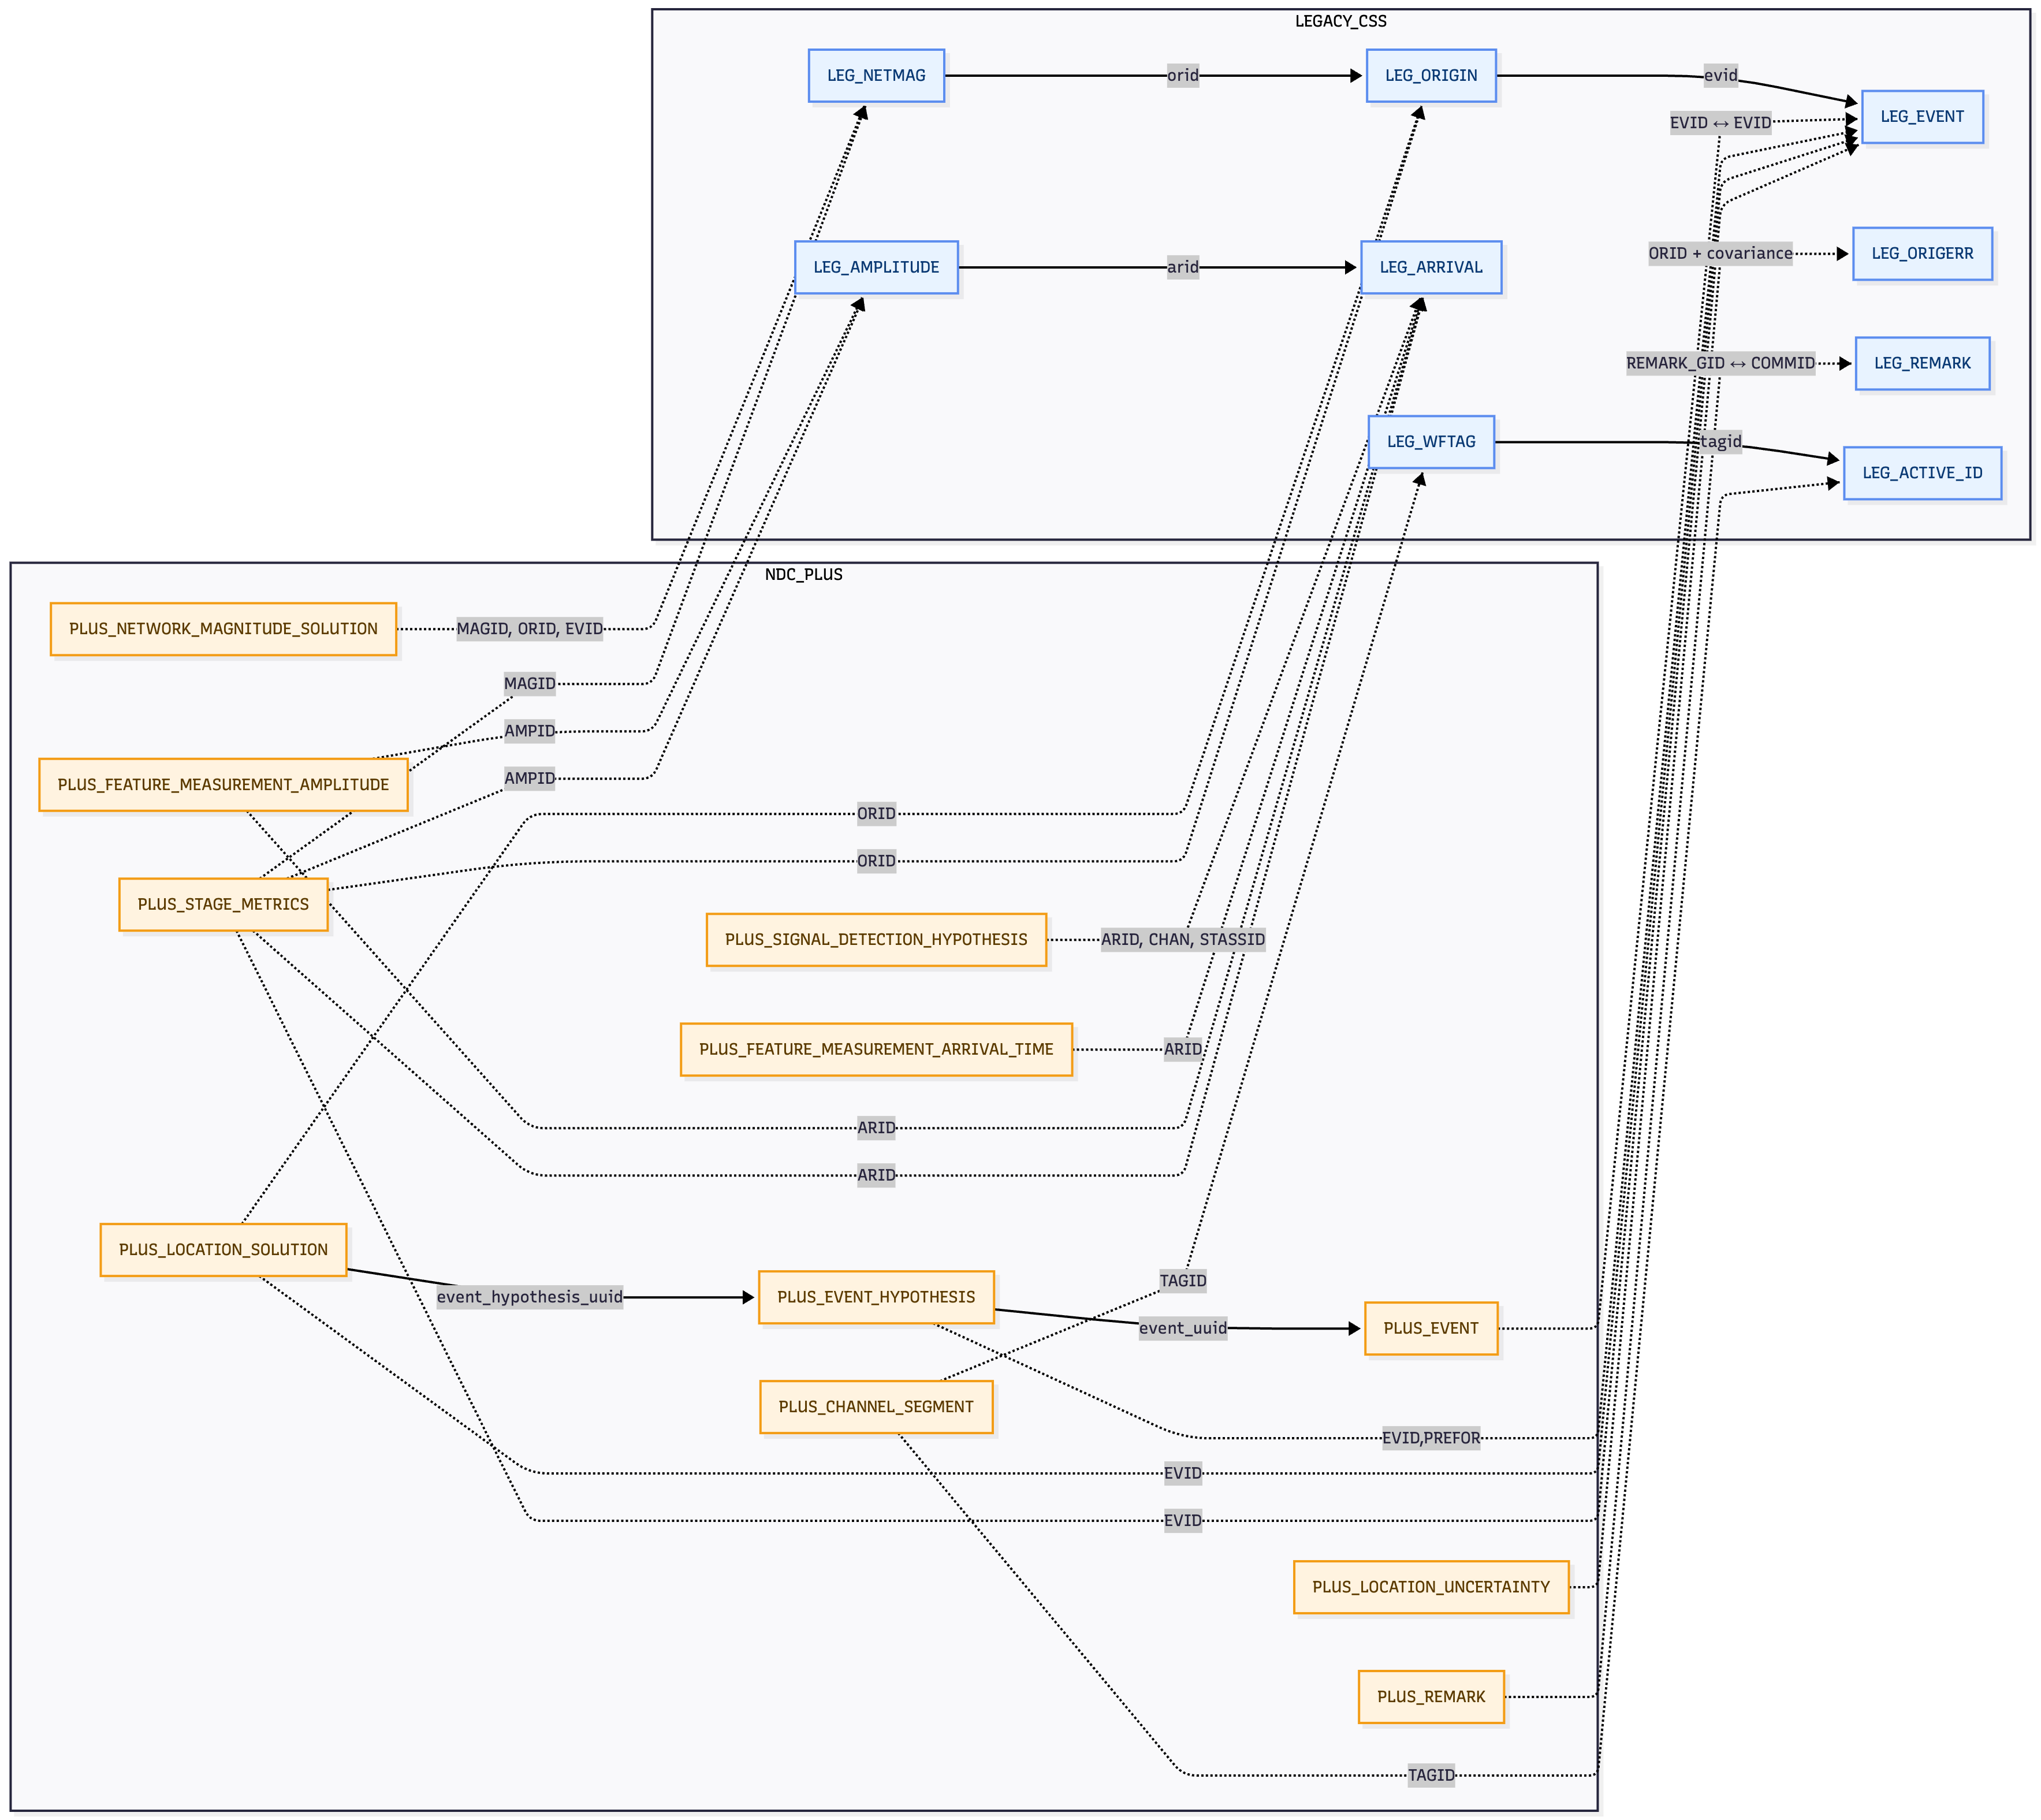 LEGACY_CSS
LEG_NETMAG
orid
LEG_ORIGIN
evid
LEG_EVENT
EVID ↔ EVID
LEG_AMPLITUDE
arid
LEG_ARRIVAL
ORID + covariance
LEG_ORIGERR
REMARK_GID ↔ COMMID
LEG_REMARK
LEG_WFTAG
tagid
LEG_ACTIVE_ID
NDC_PLUS
PLUS_NETWORK_MAGNITUDE_SOLUTION
MAGID, ORID, EVID
MAGID
AMPID
PLUS_FEATURE_MEASUREMENT_AMPLITUDE
AMPID
ORID
ORID
PLUS_STAGE_METRICS
PLUS_SIGNAL_DETECTION_HYPOTHESIS
ARID, CHAN, STASSID
PLUS_FEATURE_MEASUREMENT_ARRIVAL_TIME
ARID
ARID
ARID
PLUS_LOCATION_SOLUTION
TAGID
event_hypothesis_uuid
PLUS_EVENT_HYPOTHESIS
event_uuid
PLUS_EVENT
PLUS_CHANNEL_SEGMENT
EVID,PREFOR
EVID
EVID
PLUS_LOCATION_UNCERTAINTY
PLUS_REMARK
TAGID